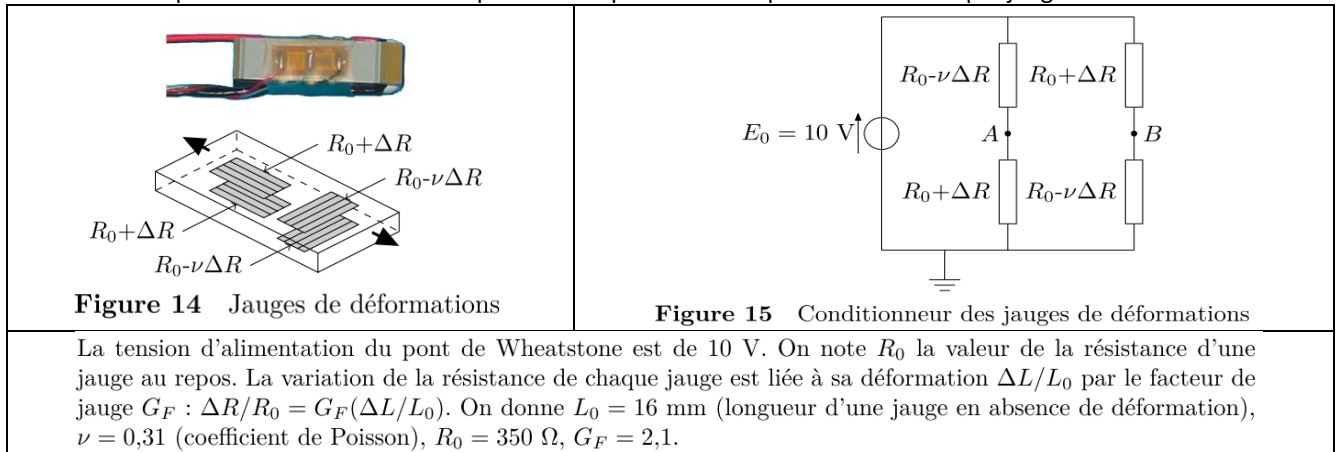 R₀+ΔR
R₀-νΔR
R₀+ΔR
R₀-νΔR
Figure 14 Jauges de déformations
R₀-νΔR
R₀+ΔR
E₀ = 10 V
A
B
R₀+ΔR
R₀-νΔR
Figure 15 Conditionneur des jauges de déformations
La tension d'alimentation du pont de Wheatstone est de 10 V. On note R₀ la valeur de la résistance d'une
jauge au repos. La variation de la résistance de chaque jauge est liée à sa déformation ΔL/L₀ par le facteur de
jauge G_F : ΔR/R₀ = G_F(ΔL/L₀). On donne L₀ = 16 mm (longueur d'une jauge en absence de déformation),
ν = 0,31 (coefficient de Poisson), R₀ = 350 Ω, G_F = 2,1.